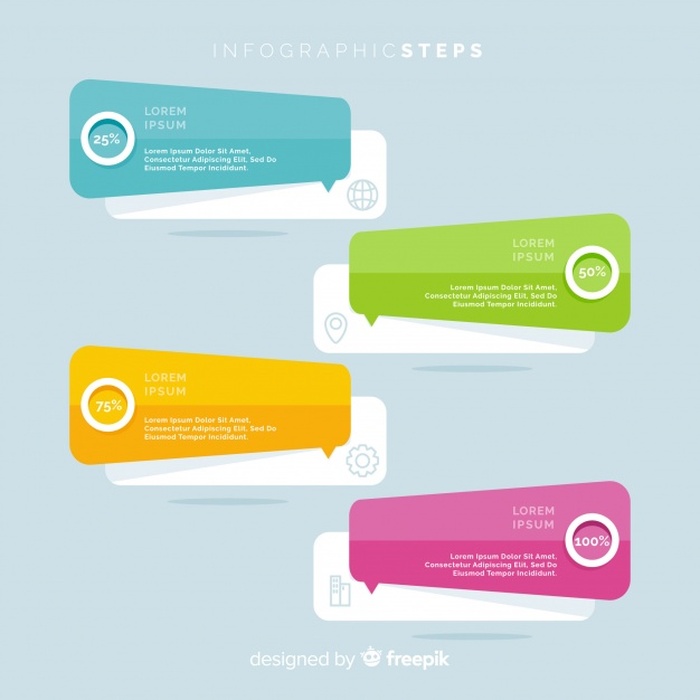 INFOGRAPHICSTEPS
25%
LOREM
IPSUM
Lorem Ipsum Dolor Sit Amet,
Consectetur Adipiscing Elit, Sed Do
Eiusmod Tempor Incididunt.
LOREM
IPSUM
50%
Lorem Ipsum Dolor Sit Amet,
Consectetur Adipiscing Elit, Sed Do
Eiusmod Tempor Incididunt.
75%
LOREM
IPSUM
Lorem Ipsum Dolor Sit Amet,
Consectetur Adipiscing Elit, Sed Do
Eiusmod Tempor Incididunt.
LOREM
IPSUM
100%
Lorem Ipsum Dolor Sit Amet,
Consectetur Adipiscing Elit, Sed Do
Eiusmod Tempor Incididunt.
designed by freepik